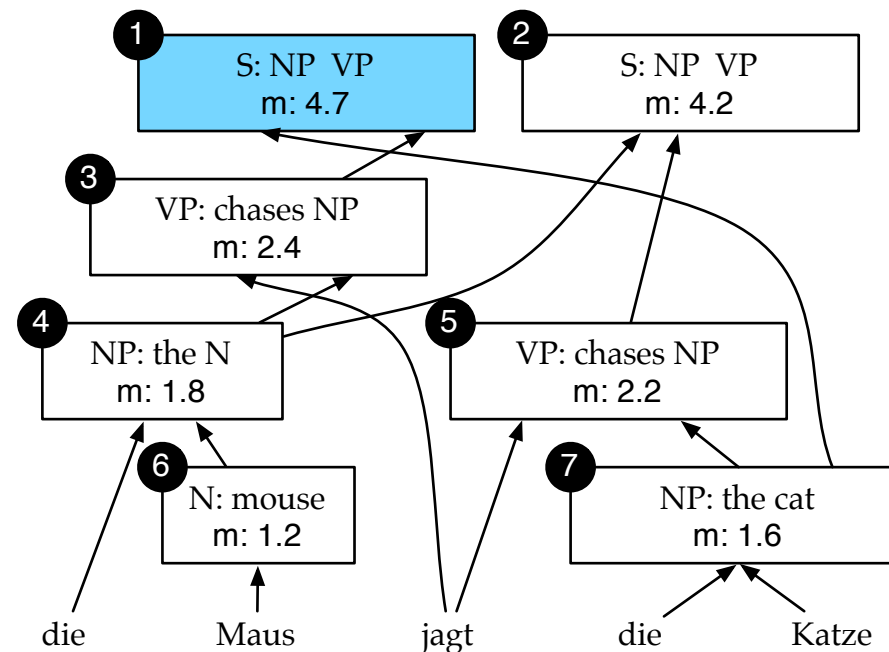 1
S: NP VP
m: 4.7
2
S: NP VP
m: 4.2
3
VP: chases NP
m: 2.4
4
NP: the N
m: 1.8
5
VP: chases NP
m: 2.2
6
N: mouse
m: 1.2
7
NP: the cat
m: 1.6
die Maus jagt die Katze